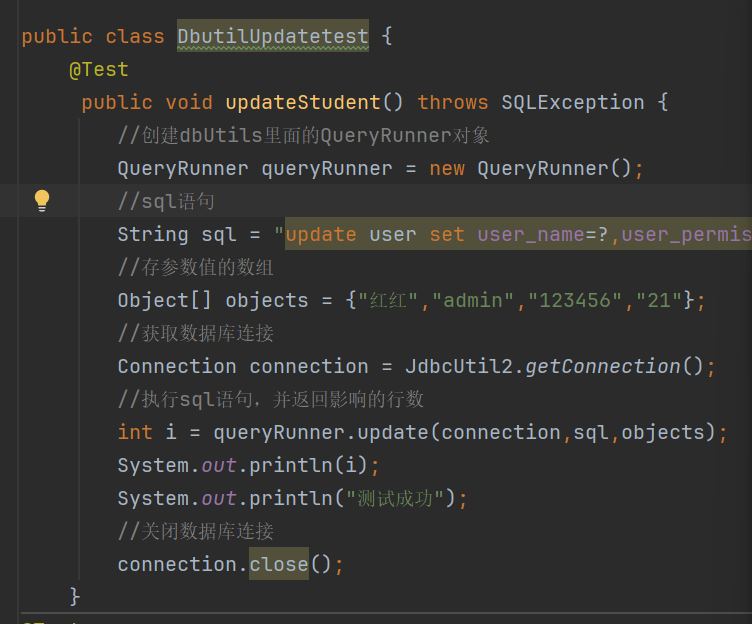 public class DbutilUpdatetest {
@Test
public void updateStudent() throws SQLException {
//创建dbUtils里面的QueryRunner对象
QueryRunner queryRunner = new QueryRunner();
//sql语句
String sql = "update user set user_name=?,user_permis
//存参数值的数组
Object[] objects = {"红红","admin","123456","21"};
//获取数据库连接
Connection connection = JdbcUtil2.getConnection();
//执行sql语句，并返回影响的行数
int i = queryRunner.update(connection,sql,objects);
System.out.println(i);
System.out.println("测试成功");
//关闭数据库连接
connection.close();
}